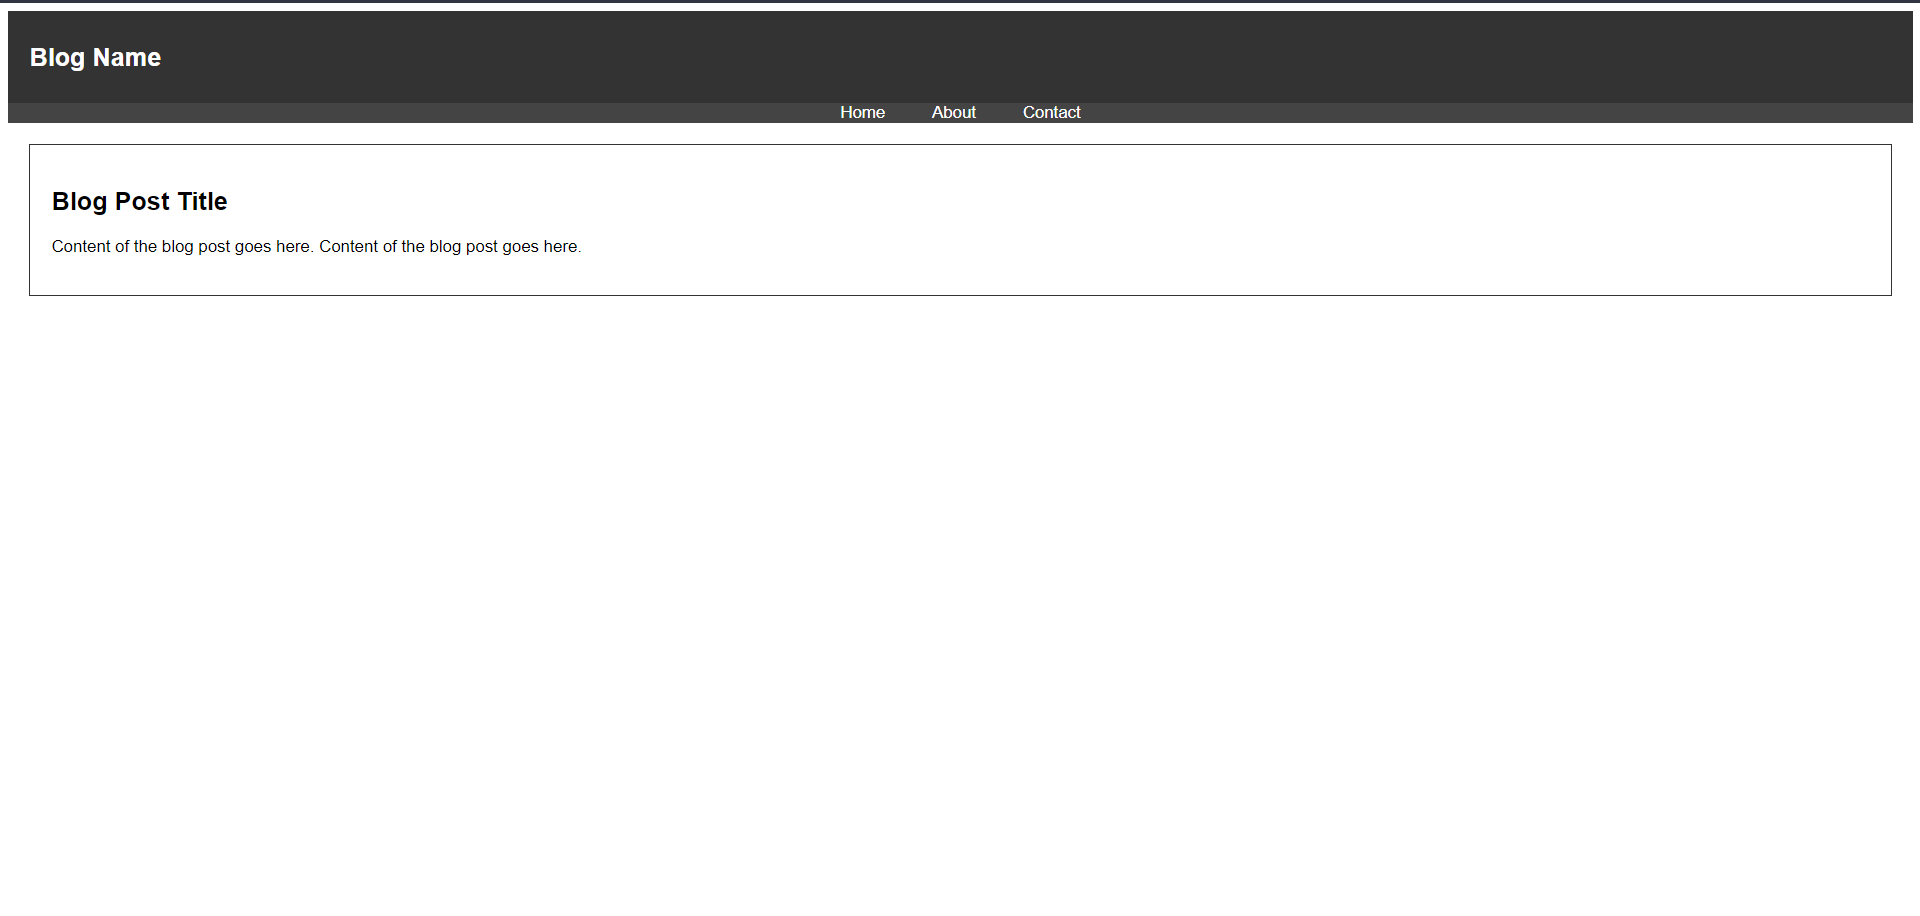 Blog Name
Home About Contact
Blog Post Title
Content of the blog post goes here. Content of the blog post goes here.